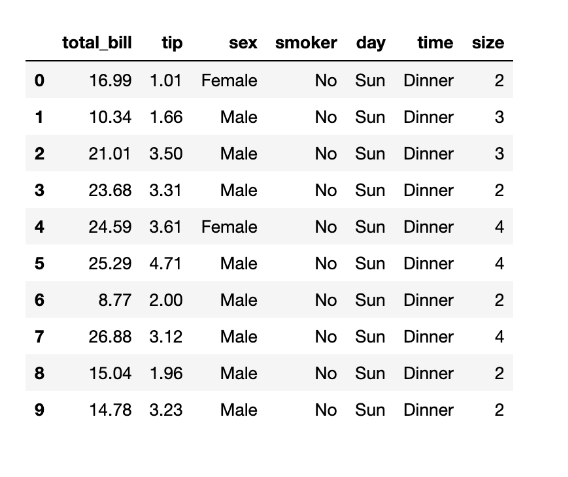 total_bill tip sex smoker day time size
0 16.99 1.01 Female No Sun Dinner 2
1 10.34 1.66 Male No Sun Dinner 3
2 21.01 3.50 Male No Sun Dinner 3
3 23.68 3.31 Male No Sun Dinner 2
4 24.59 3.61 Female No Sun Dinner 4
5 25.29 4.71 Male No Sun Dinner 4
6 8.77 2.00 Male No Sun Dinner 2
7 26.88 3.12 Male No Sun Dinner 4
8 15.04 1.96 Male No Sun Dinner 2
9 14.78 3.23 Male No Sun Dinner 2